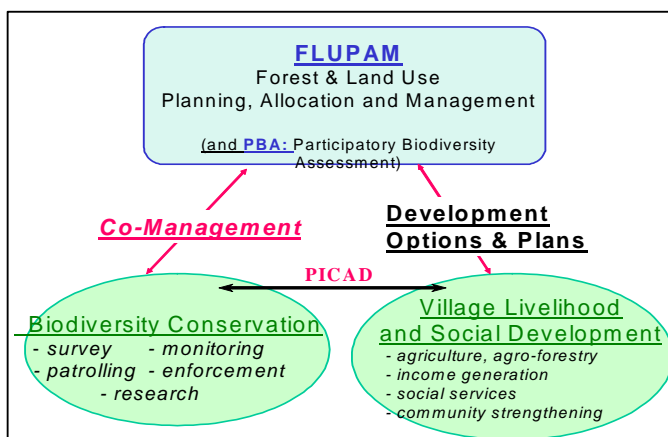 FLUPAM
Forest & Land Use
Planning, Allocation and Management
(and PBA: Participatory Biodiversity
Assessment)
Co-Management
Development
Options & Plans
PICAD
Biodiversity Conservation
- survey - monitoring
- patrolling - enforcement
- research
Village Livelihood
and Social Development
- agriculture, agro-forestry
- income generation
- social services
- community strengthening